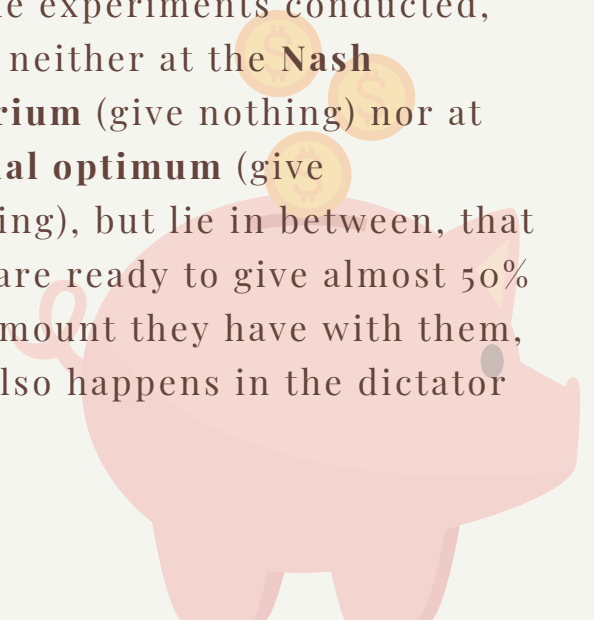 le experiments conducted,
neither at the Nash
rium (give nothing) nor at
al optimum (give
ing), but lie in between, that
are ready to give almost 50%
mount they have with them,
lso happens in the dictator